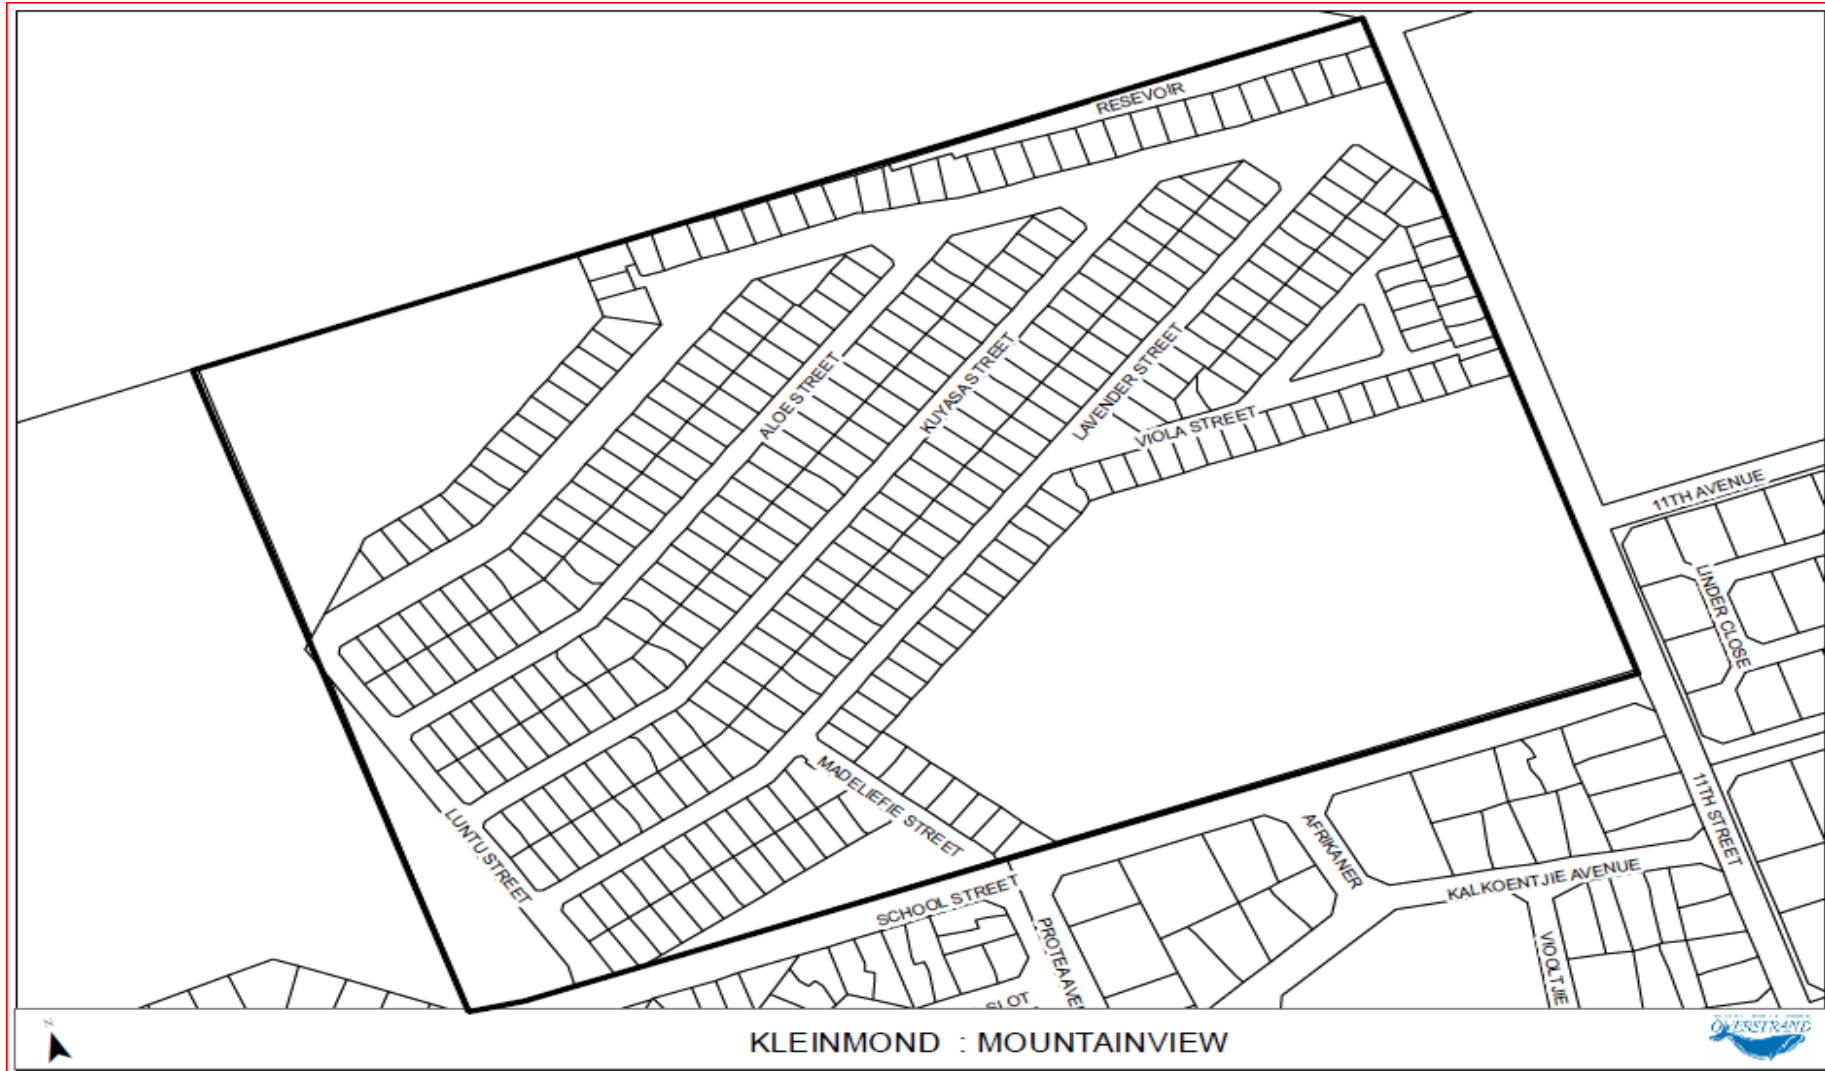 RESEVOIR
ALOE STREET
KUYASA STREET
LAVENDER STREET
VIOLA STREET
11TH AVENUE
LINDER CLOSE
MADELIEFIE STREET
LUNTU STREET
11TH STREET
AFRIKANER
KALKOENTJIE AVENUE
SCHOOL STREET
PROTEA AVE
VIOOLTJIE
SLOT
N
KLEINMOND : MOUNTAINVIEW
OVERSTRAND